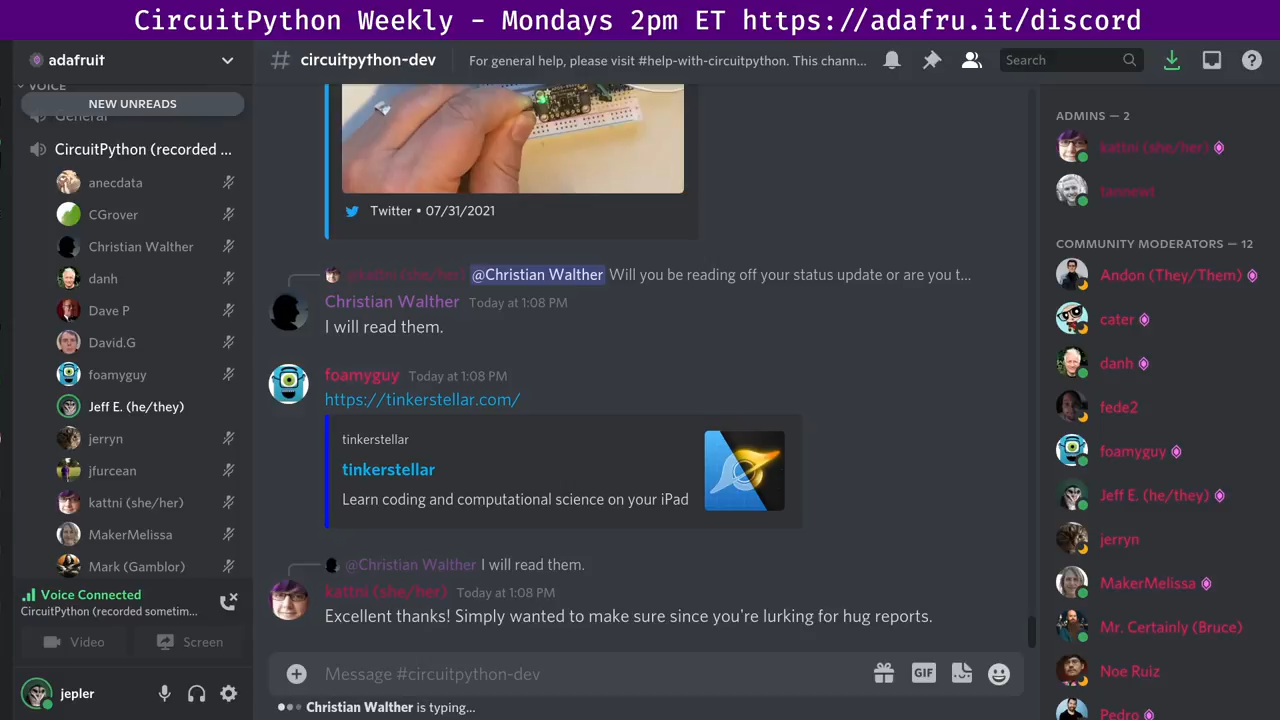 CircuitPython Weekly - Mondays 2pm ET https://adafru.it/discord
adafruit
VOICE
NEW UNREADS
General
CircuitPython (recorded ...
anecdata
CGrover
Christian Walther
danh
Dave P
David.G
foamyguy
Jeff E. (he/they)
jerryn
jfurcean
kattni (she/her)
MakerMelissa
Mark (Gamblor)
Voice Connected
CircuitPython (recorded sometim...
Video
Screen
jepler
circuitpython-dev
For general help, please visit #help-with-circuitpython. This chann...
Search
Twitter • 07/31/2021
@kattni (she/her) @Christian Walther Will you be reading off your status update or are you t...
Christian Walther Today at 1:08 PM
I will read them.
foamyguy Today at 1:08 PM
https://tinkerstellar.com/
tinkerstellar
tinkerstellar
Learn coding and computational science on your iPad
@Christian Walther I will read them.
kattni (she/her) Today at 1:08 PM
Excellent thanks! Simply wanted to make sure since you're lurking for hug reports.
Message #circuitpython-dev
GIF
Christian Walther is typing...
ADMINS — 2
kattni (she/her)
tannewt
COMMUNITY MODERATORS — 12
Andon (They/Them)
cater
danh
fede2
foamyguy
Jeff E. (he/they)
jerryn
MakerMelissa
Mr. Certainly (Bruce)
Noe Ruiz
Pedro